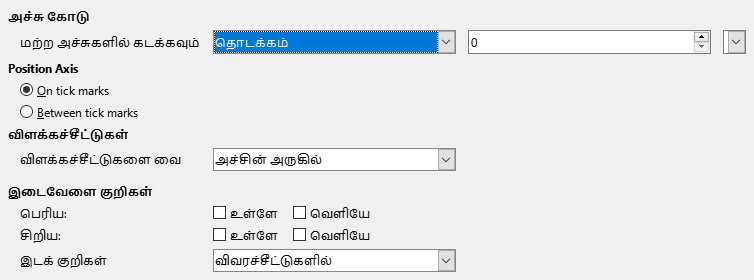 அச்சு கோடு
மற்ற அச்சுகளில் கடக்கவும் தொடக்கம் 0
Position Axis
On tick marks
Between tick marks
விளக்கச்சீட்டுகள்
விளக்கச்சீட்டுகளை வை அச்சின் அருகில்
இடைவேளை குறிகள்
பெரிய: உள்ளே வெளியே
சிறிய: உள்ளே வெளியே
இடக் குறிகள் விவரச்சீட்டுகளில்